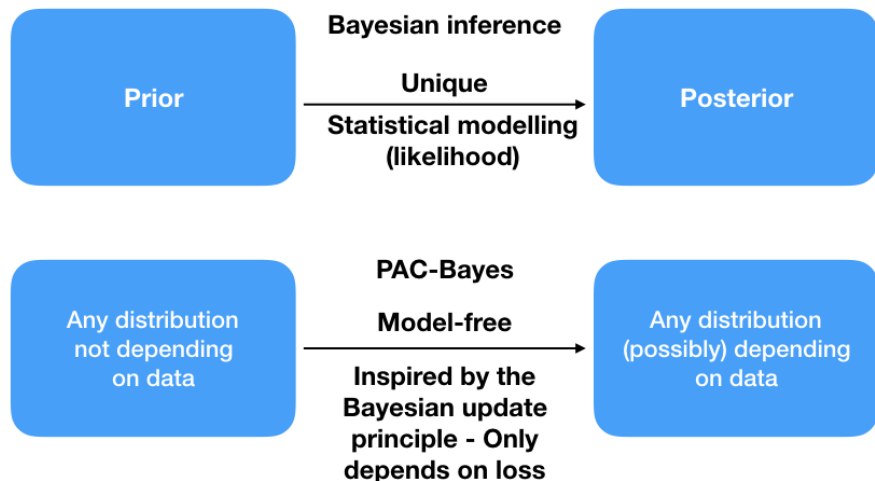 Bayesian inference
Prior
Unique
Statistical modelling
(likelihood)
Posterior
PAC-Bayes
Any distribution
not depending
on data
Model-free
Inspired by the
Bayesian update
principle - Only
depends on loss
Any distribution
(possibly) depending
on data